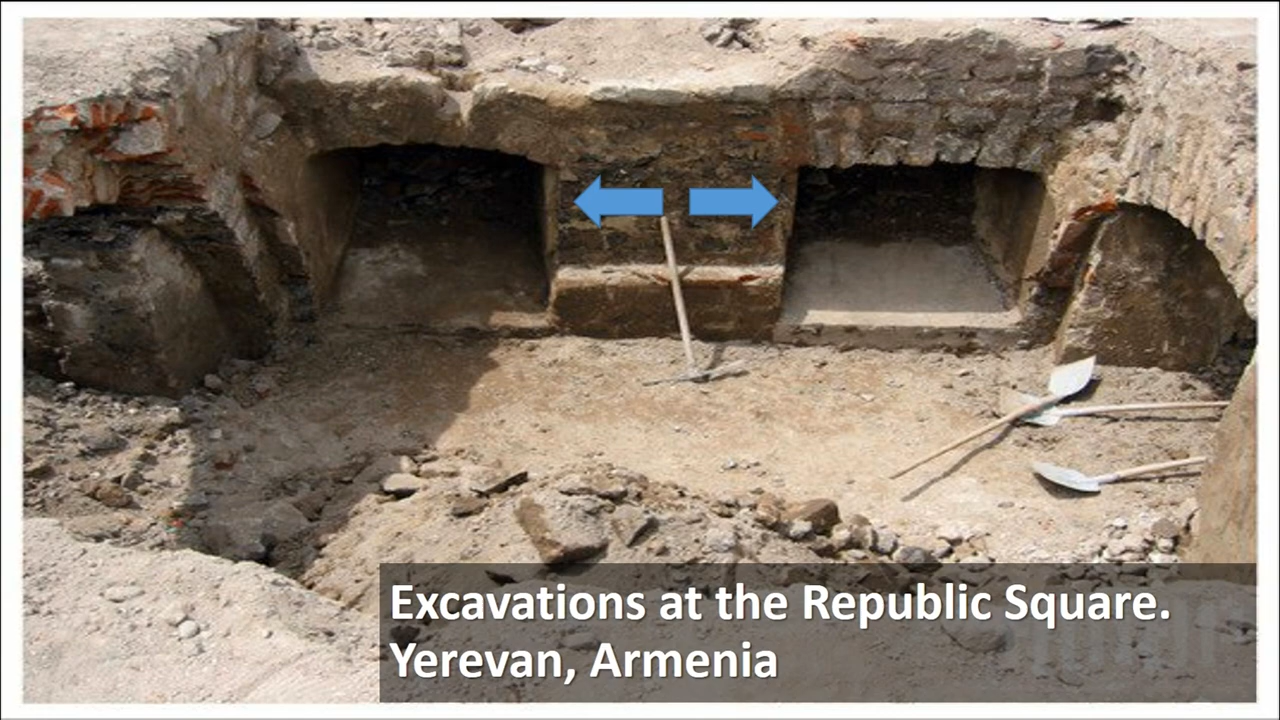 Excavations at the Republic Square.
Yerevan, Armenia